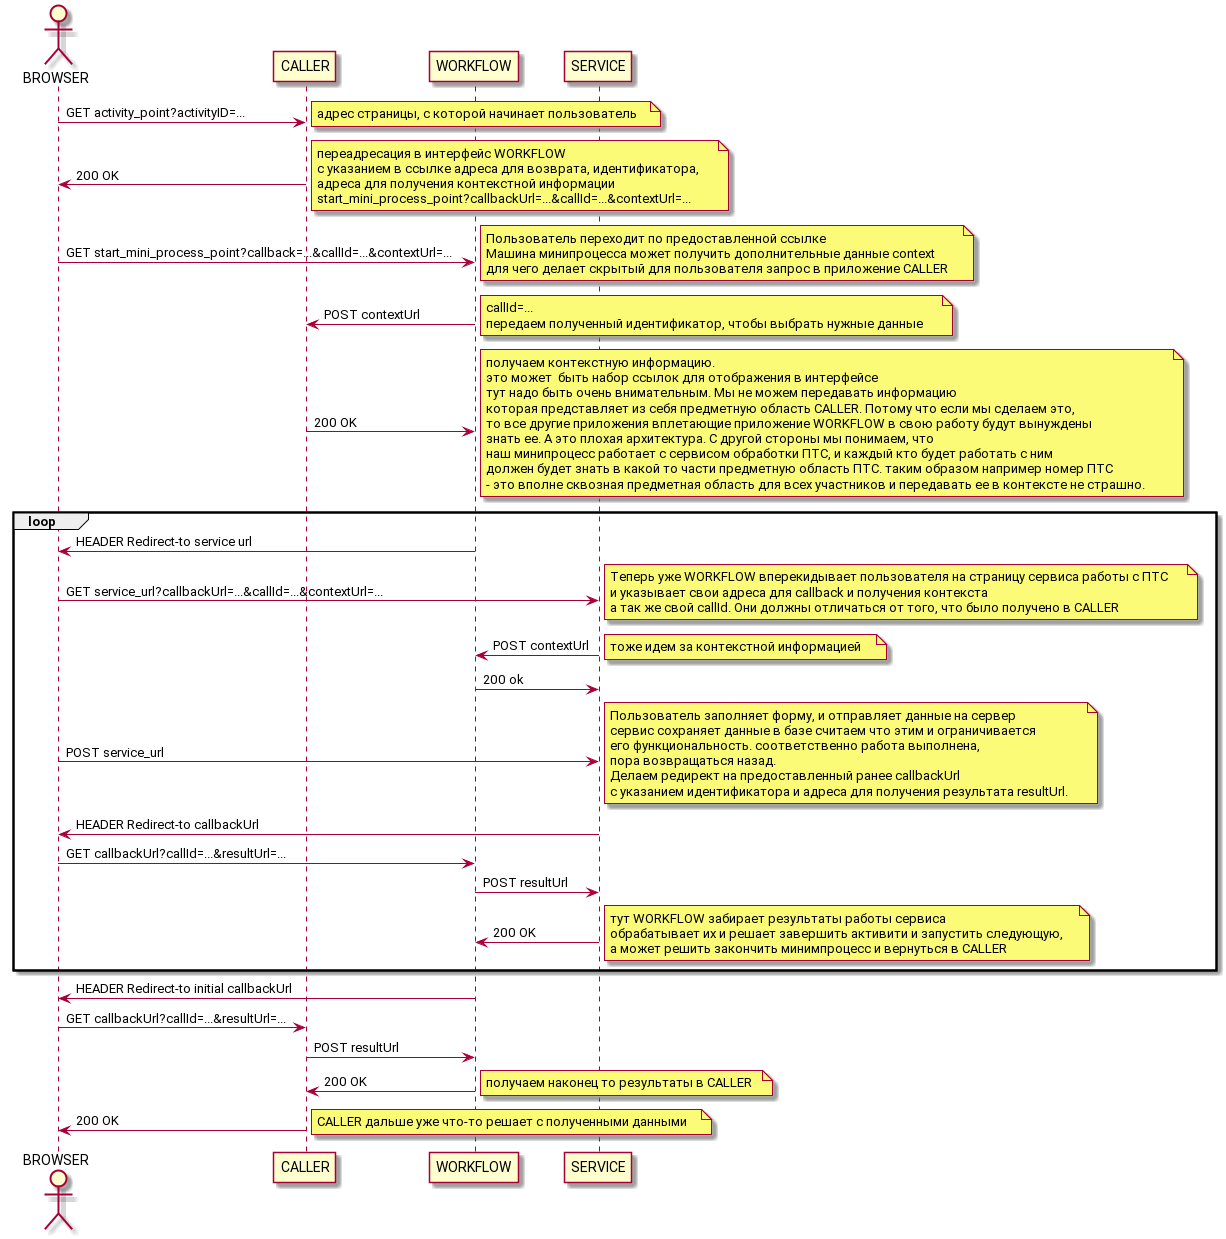 BROWSER
CALLER
WORKFLOW
SERVICE
GET activity_point?activityID=...
адрес страницы, с которой начинает пользователь
переадресация в интерфейс WORKFLOW
с указанием в ссылке адреса для возврата, идентификатора,
адреса для получения контекстной информации
start_mini_process_point?callbackUrl=...&callId=...&contextUrl=...
200 OK
Пользователь переходит по предоставленной ссылке
Машина минипроцесса может получить дополнительные данные context
для чего делает скрытый для пользователя запрос в приложение CALLER
GET start_mini_process_point?callback=...&callId=...&contextUrl=...
callId=...
передаем полученный идентификатор, чтобы выбрать нужные данные
POST contextUrl
получаем контекстную информацию.
это может  быть набор ссылок для отображения в интерфейсе
тут надо быть очень внимательным. Мы не можем передавать информацию
которая представляет из себя предметную область CALLER. Потому что если мы сделаем это,
то все другие приложения вплетающие приложение WORKFLOW в свою работу будут вынуждены
знать ее. А это плохая архитектура. С другой стороны мы понимаем, что
наш минипроцесс работает с сервисом обработки ПТС, и каждый кто будет работать с ним
должен будет знать в какой то части предметную область ПТС. таким образом например номер ПТС
- это вполне сквозная предметная область для всех участников и передавать ее в контексте не страшно.
200 OK
loop
HEADER Redirect-to service url
Теперь уже WORKFLOW вперекидывает пользователя на страницу сервиса работы с ПТС
и указывает свои адреса для callback и получения контекста
а так же свой callId. Они должны отличаться от того, что было получено в CALLER
GET service_url?callbackUrl=...&callId=...&contextUrl=...
POST contextUrl
тоже идем за контекстной информацией
200 ok
Пользователь заполняет форму, и отправляет данные на сервер
сервис сохраняет данные в базе считаем что этим и ограничивается
его функциональность. соответственно работа выполнена,
пора возвращаться назад.
Делаем редирект на предоставленный ранее callbackUrl
с указанием идентификатора и адреса для получения результата resultUrl.
POST service_url
HEADER Redirect-to callbackUrl
GET callbackUrl?callId=...&resultUrl=...
POST resultUrl
тут WORKFLOW забирает результаты работы сервиса
обрабатывает их и решает завершить активити и запустить следующую,
а может решить закончить минимпроцесс и вернуться в CALLER
200 OK
HEADER Redirect-to initial callbackUrl
GET callbackUrl?callId=...&resultUrl=...
POST resultUrl
200 OK
получаем наконец то результаты в CALLER
200 OK
CALLER дальше уже что-то решает с полученными данными
BROWSER
CALLER
WORKFLOW
SERVICE